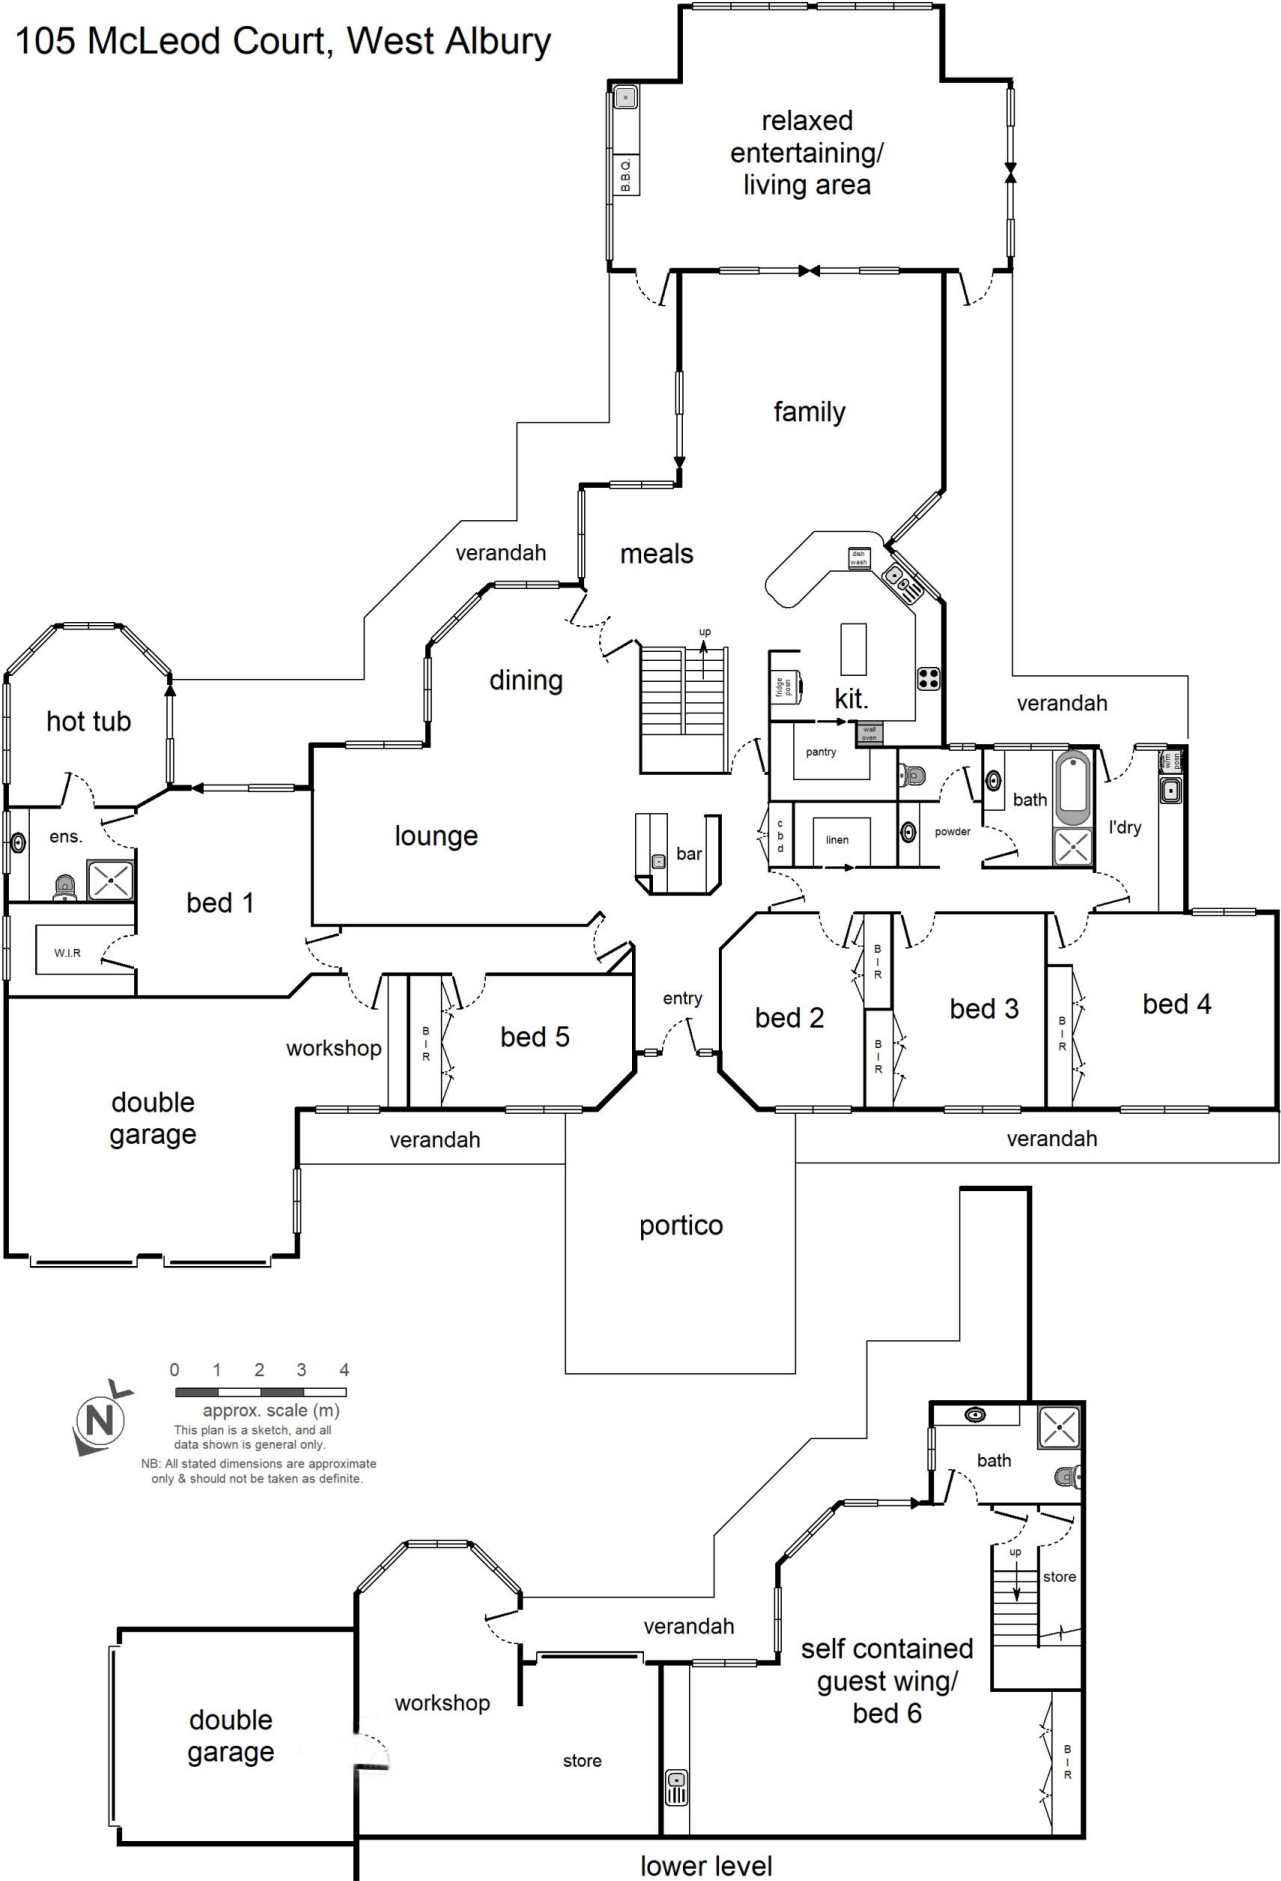 105 McLeod Court, West Albury
relaxed
entertaining/
living area
B.B.Q.
family
verandah
meals
dish
wash
up
dining
fridge
posn
kit.
verandah
hot tub
wall
oven
pantry
w/m
posn
bath
l'dry
ens.
lounge
bar
c
b
d
linen
powder
bed 1
W.I.R
B
I
R
entry
bed 2
bed 3
bed 4
B
I
R
bed 5
B
I
R
B
I
R
workshop
double
garage
verandah
verandah
portico
0 1 2 3 4
approx. scale (m)
N
This plan is a sketch, and all
data shown is general only.
NB: All stated dimensions are approximate
only & should not be taken as definite.
bath
up
store
verandah
self contained
guest wing/
bed 6
workshop
double
garage
store
B
I
R
lower level